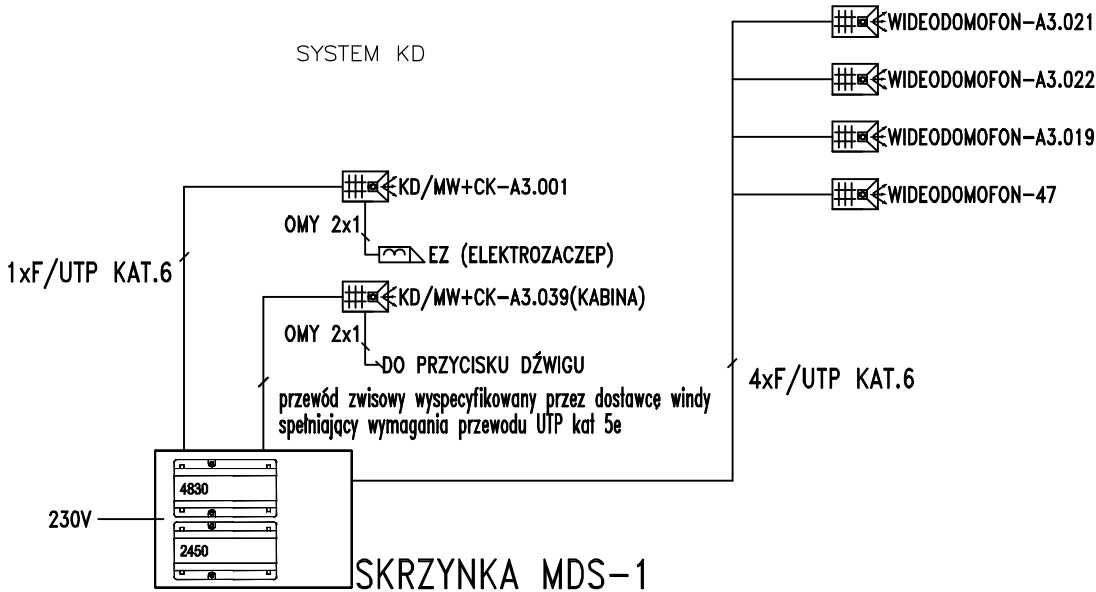 SYSTEM KD
WIDEODOMOFON-A3.021
WIDEODOMOFON-A3.022
WIDEODOMOFON-A3.019
WIDEODOMOFON-47
KD/MW+CK-A3.001
OMY 2x1
EZ (ELEKTROZACZEP)
1xF/UTP KAT.6
KD/MW+CK-A3.039(KABINA)
OMY 2x1
DO PRZYCISKU DŹWIGU
4xF/UTP KAT.6
przewód zwisowy wyspecyfikowany przez dostawcę windy
spełniający wymagania przewodu UTP kat 5e
4830
230V
2450
SKRZYNKA MDS-1